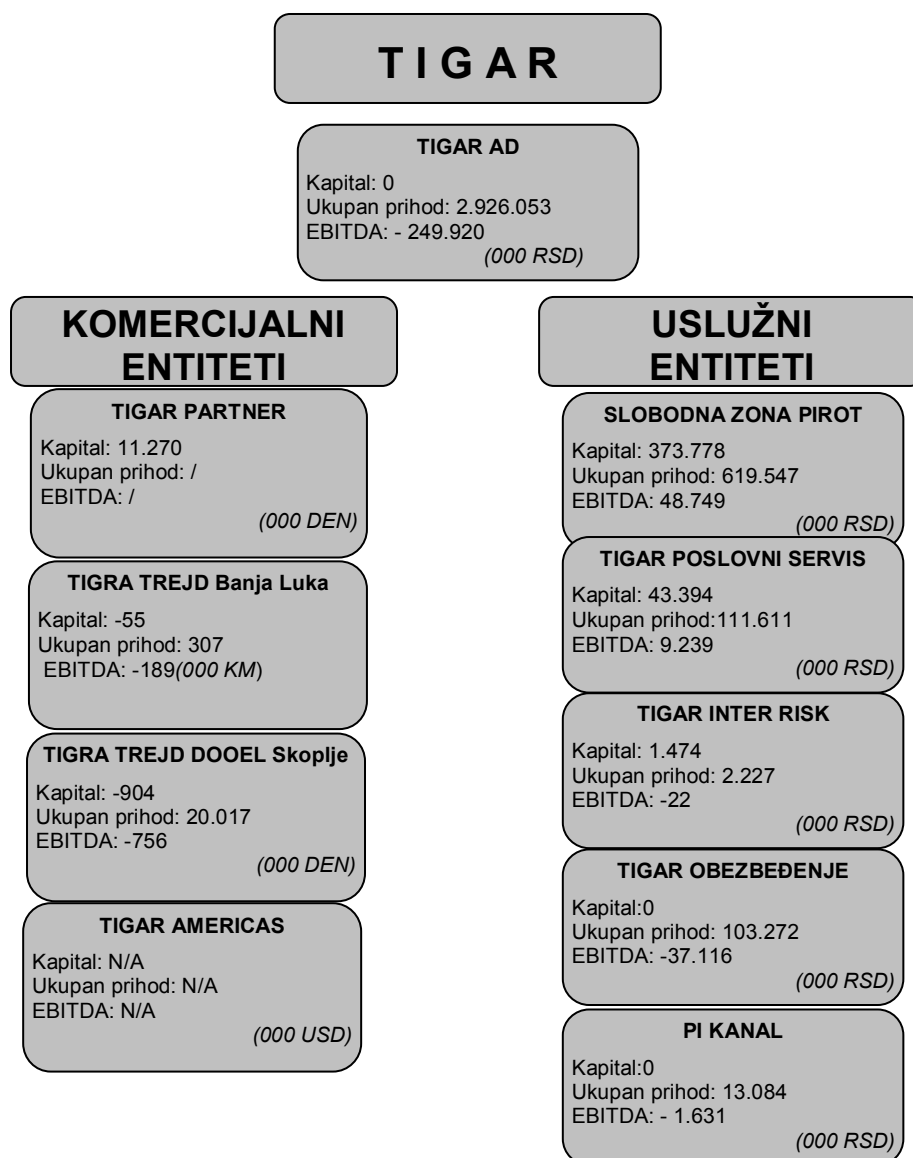 T I G A R
TIGAR AD
Kapital: 0
Ukupan prihod: 2.926.053
EBITDA: - 249.920
(000 RSD)
KOMERCIJALNI
ENTITETI
TIGAR PARTNER
Kapital: 11.270
Ukupan prihod: /
EBITDA: /
(000 DEN)
TIGRA TREJD Banja Luka
Kapital: -55
Ukupan prihod: 307
EBITDA: -189(000 KM)
TIGRA TREJD DOOEL Skoplje
Kapital: -904
Ukupan prihod: 20.017
EBITDA: -756
(000 DEN)
TIGAR AMERICAS
Kapital: N/A
Ukupan prihod: N/A
EBITDA: N/A
(000 USD)
USLUŽNI
ENTITETI
SLOBODNA ZONA PIROT
Kapital: 373.778
Ukupan prihod: 619.547
EBITDA: 48.749
(000 RSD)
TIGAR POSLOVNI SERVIS
Kapital: 43.394
Ukupan prihod:111.611
EBITDA: 9.239
(000 RSD)
TIGAR INTER RISK
Kapital: 1.474
Ukupan prihod: 2.227
EBITDA: -22
(000 RSD)
TIGAR OBEZBEĐENJE
Kapital:0
Ukupan prihod: 103.272
EBITDA: -37.116
(000 RSD)
PI KANAL
Kapital:0
Ukupan prihod: 13.084
EBITDA: - 1.631
(000 RSD)